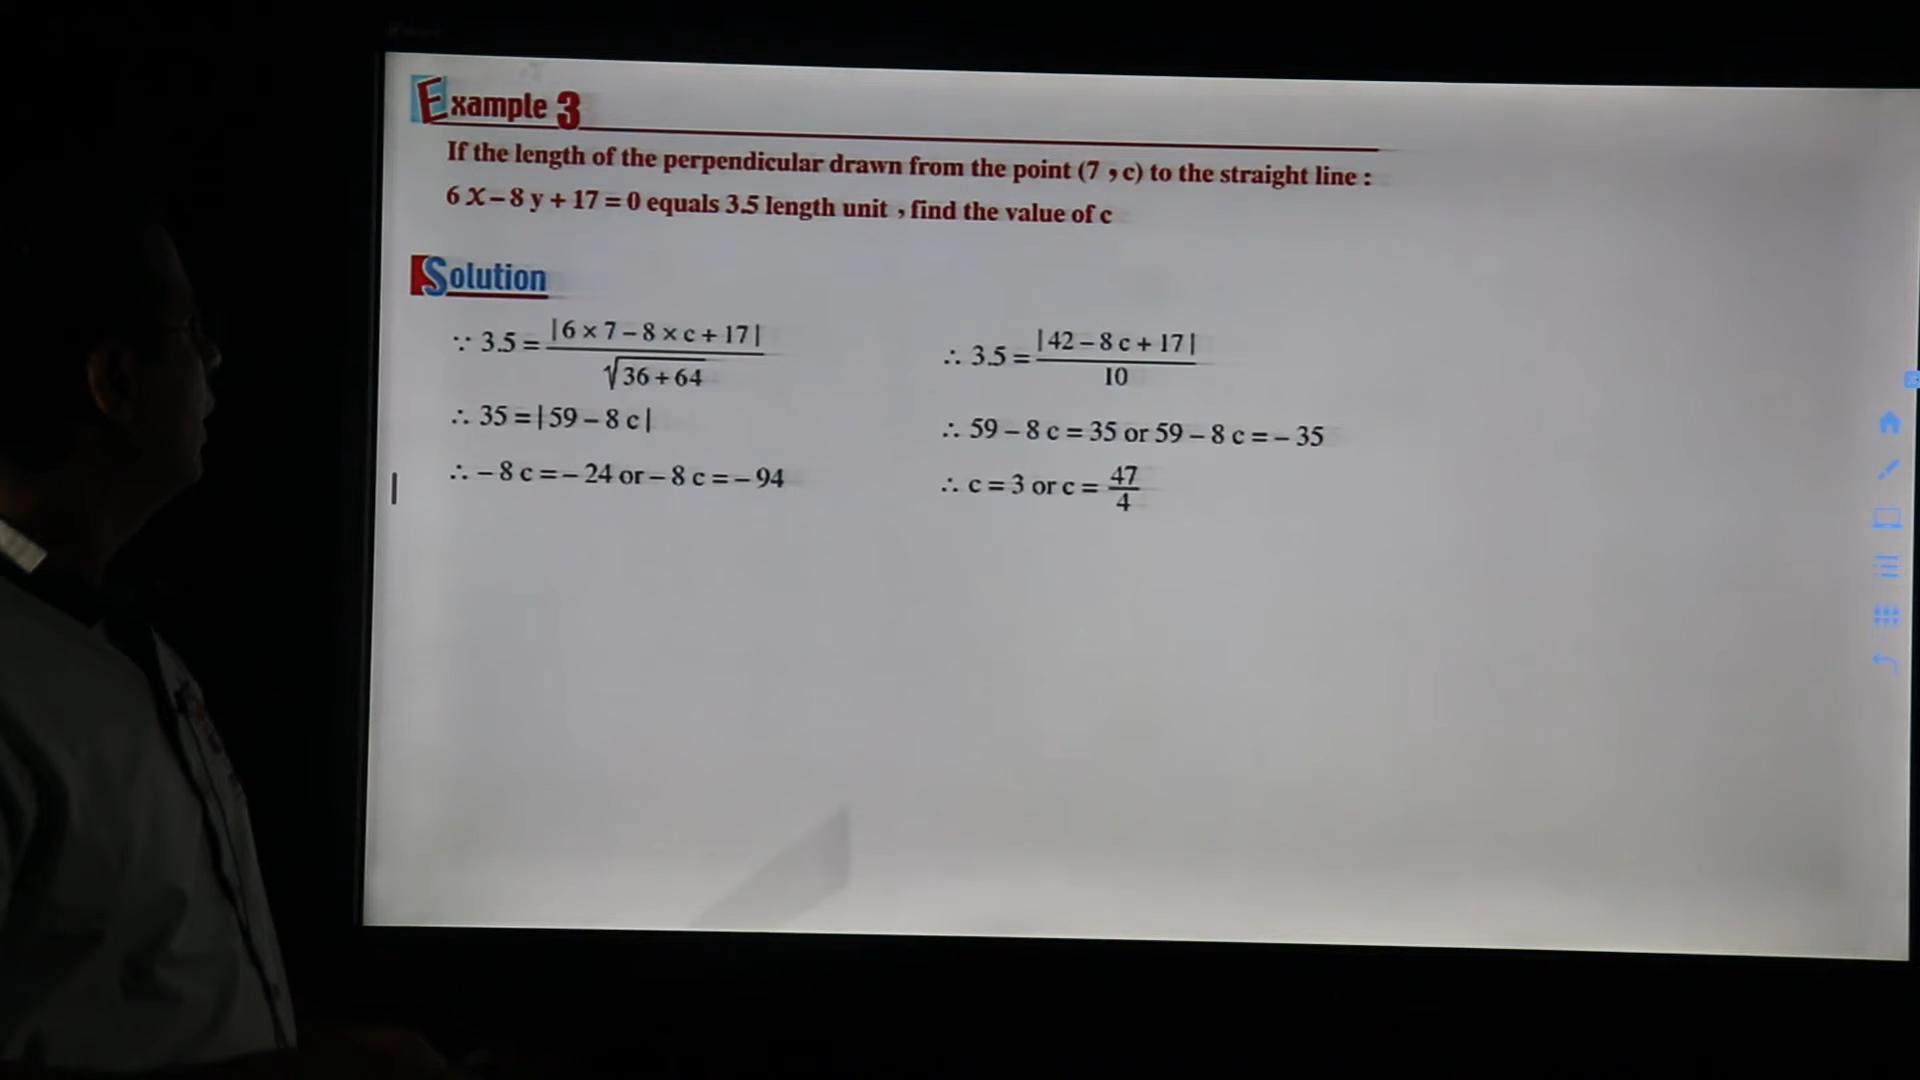 Example 3
If the length of the perpendicular drawn from the point (7 , c) to the straight line :
6 X – 8 y + 17 = 0 equals 3.5 length unit , find the value of c
Solution
∵ 3.5 = |6 × 7 – 8 × c + 17| / √36 + 64
∴ 3.5 = |42 – 8 c + 17| / 10
∴ 35 = |59 – 8 c|
∴ 59 – 8 c = 35 or 59 – 8 c = – 35
∴ – 8 c = – 24 or – 8 c = – 94
∴ c = 3 or c = 47/4